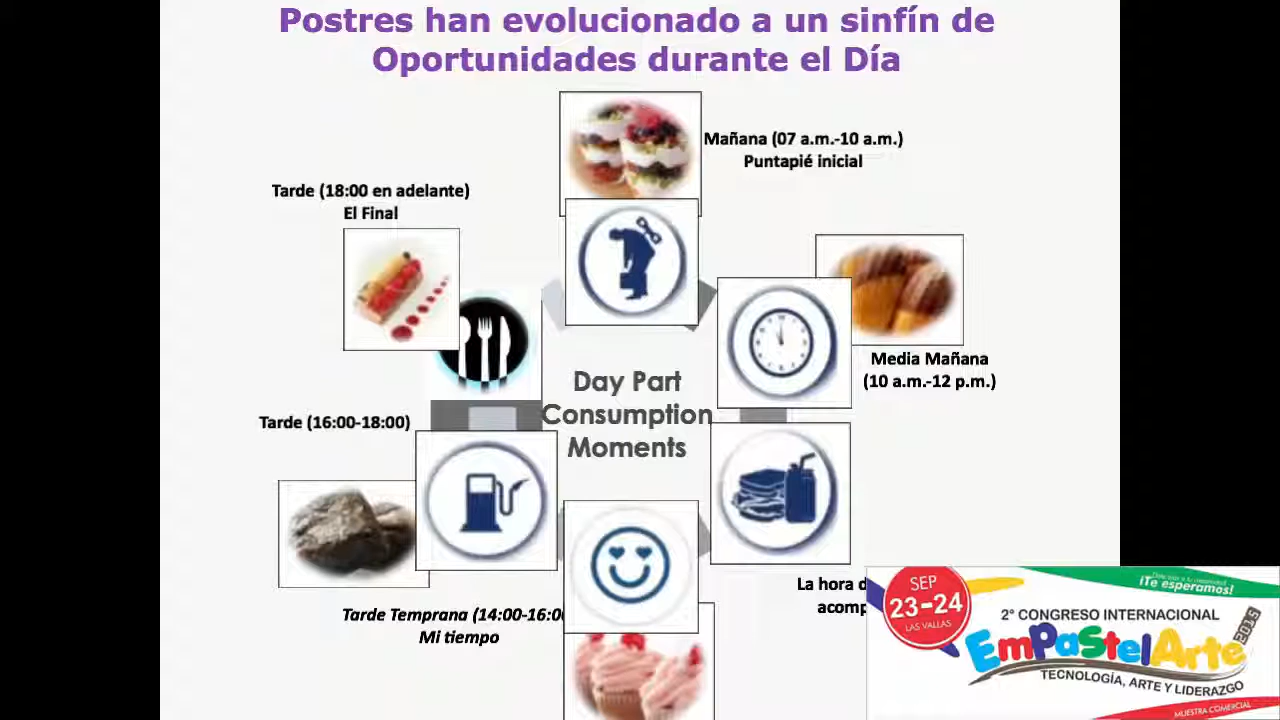 Postres han evolucionado a un sinfín de
Oportunidades durante el Día
Mañana (07 a.m.-10 a.m.)
Puntapié inicial
Tarde (18:00 en adelante)
El Final
Media Mañana
(10 a.m.-12 p.m.)
Day Part
Consumption
Moments
Tarde (16:00-18:00)
La hora d
acomp
Tarde Temprana (14:00-16:00
Mi tiempo
¡Te esperamos!
SEP
23-24
LAS VALLAS
2° CONGRESO INTERNACIONAL
EmPaStelArte 2015
TECNOLOGÍA, ARTE Y LIDERAZGO
MUESTRA COMERCIAL